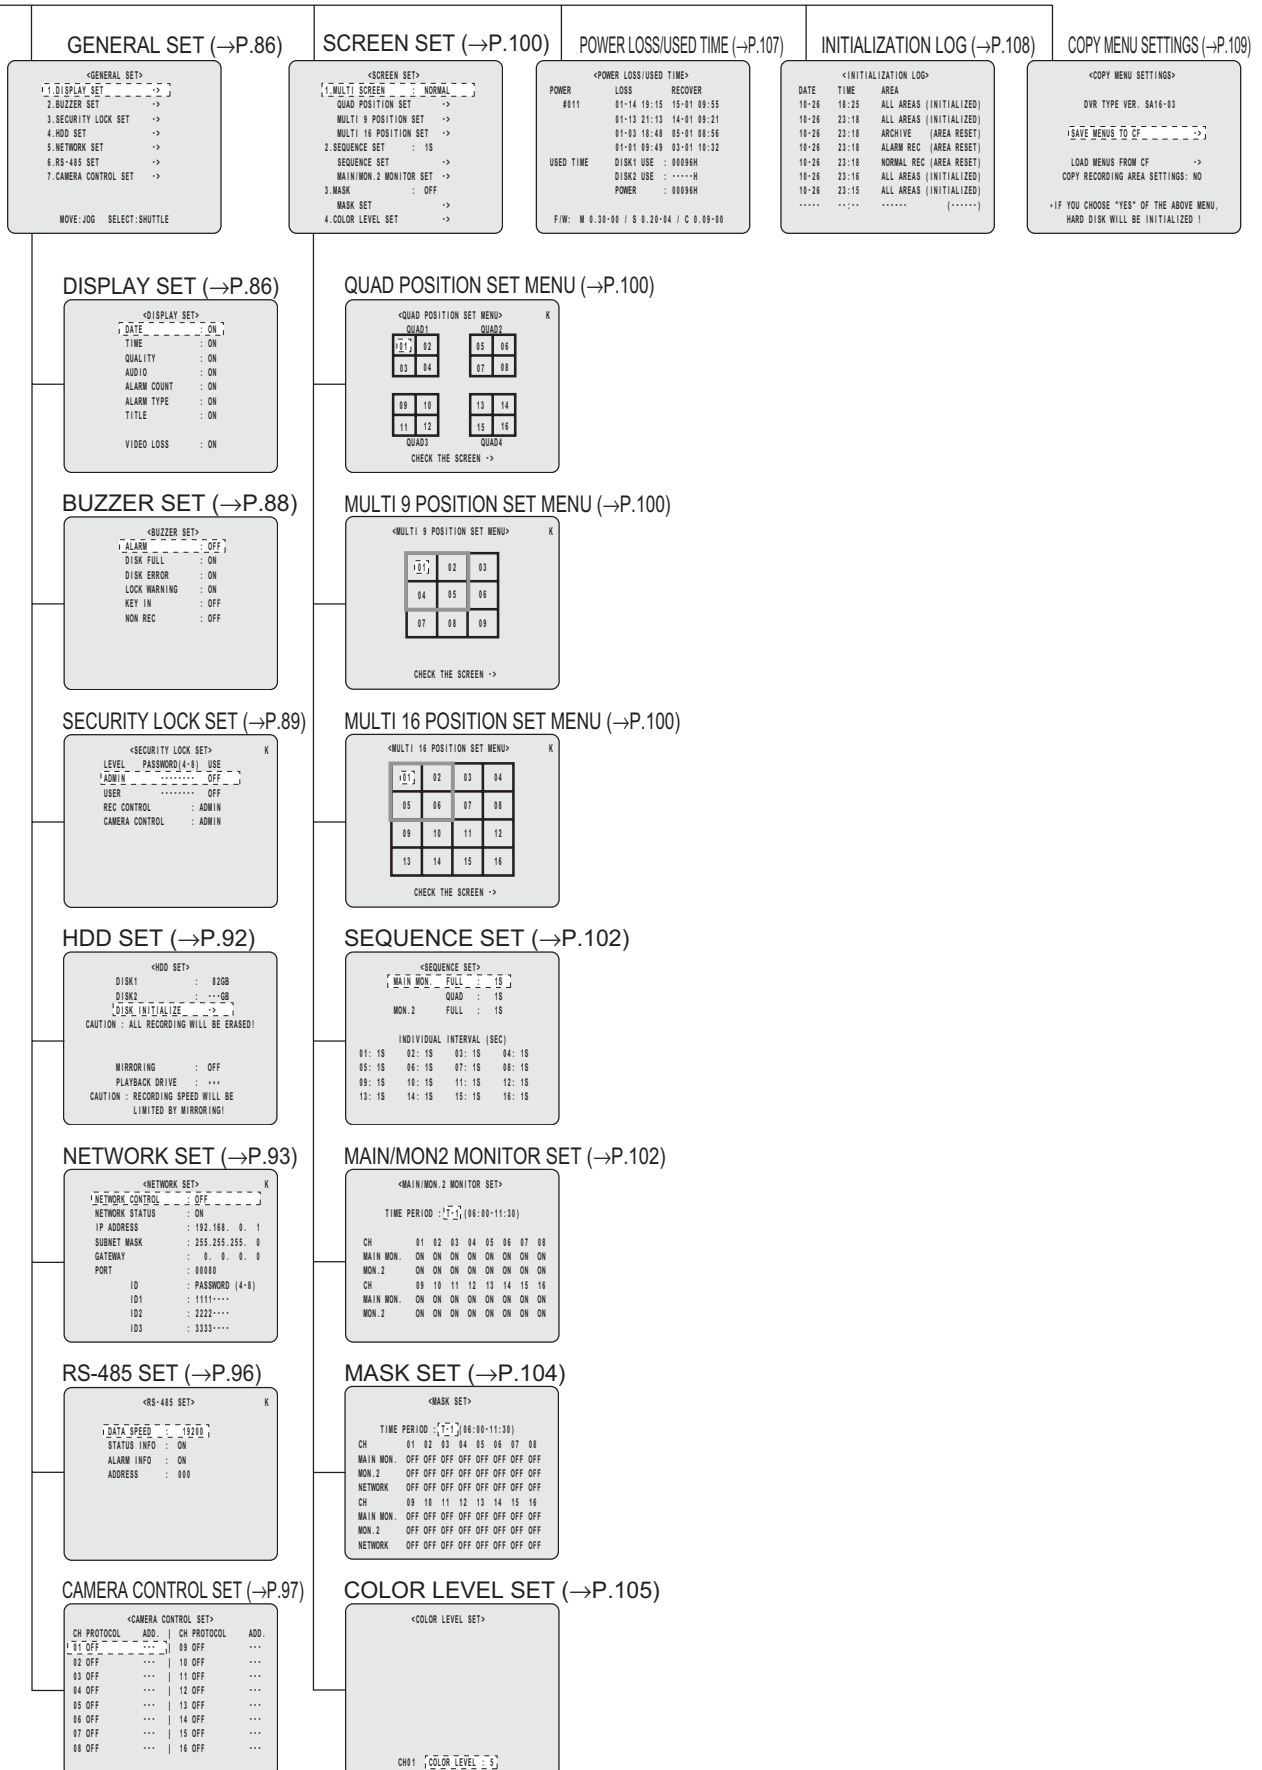 GENERAL SET (→P.86)
<GENERAL SET>
1.DISPLAY SET ->
2.BUZZER SET ->
3.SECURITY LOCK SET ->
4.HDD SET ->
5.NETWORK SET ->
6.RS-485 SET ->
7.CAMERA CONTROL SET ->
MOVE:JOG SELECT:SHUTTLE
SCREEN SET (→P.100)
<SCREEN SET>
1.MULTI SCREEN : NORMAL
QUAD POSITION SET ->
MULTI 9 POSITION SET ->
MULTI 16 POSITION SET ->
2.SEQUENCE SET : 1S
SEQUENCE SET ->
MAIN/MON.2 MONITOR SET ->
3.MASK : OFF
MASK SET ->
4.COLOR LEVEL SET ->
POWER LOSS/USED TIME (→P.107)
<POWER LOSS/USED TIME>
POWER LOSS RECOVER
#011 01-14 19:15 15-01 09:55
01-13 21:13 14-01 09:21
01-03 18:48 05-01 08:56
01-01 09:49 03-01 10:32
USED TIME DISK1 USE : 00096H
DISK2 USE : -----H
POWER : 00096H
F/W: M 0.30-00 / S 0.20-04 / C 0.09-00
INITIALIZATION LOG (→P.108)
<INITIALIZATION LOG>
DATE TIME AREA
10-26 18:25 ALL AREAS (INITIALIZED)
10-26 23:18 ALL AREAS (INITIALIZED)
10-26 23:18 ARCHIVE (AREA RESET)
10-26 23:18 ALARM REC (AREA RESET)
10-26 23:18 NORMAL REC (AREA RESET)
10-26 23:16 ALL AREAS (INITIALIZED)
10-26 23:15 ALL AREAS (INITIALIZED)
----- --:-- ------ (------)
COPY MENU SETTINGS (→P.109)
<COPY MENU SETTINGS>
DVR TYPE VER. SA16-03
SAVE MENUS TO CF ->
LOAD MENUS FROM CF ->
COPY RECORDING AREA SETTINGS: NO
*IF YOU CHOOSE "YES" OF THE ABOVE MENU,
HARD DISK WILL BE INITIALIZED !
DISPLAY SET (→P.86)
<DISPLAY SET>
DATE : ON
TIME : ON
QUALITY : ON
AUDIO : ON
ALARM COUNT : ON
ALARM TYPE : ON
TITLE : ON
VIDEO LOSS : ON
QUAD POSITION SET MENU (→P.100)
<QUAD POSITION SET MENU> K
QUAD1 QUAD2
01 02 05 06
03 04 07 08
09 10 13 14
11 12 15 16
QUAD3 QUAD4
CHECK THE SCREEN ->
BUZZER SET (→P.88)
<BUZZER SET>
ALARM : OFF
DISK FULL : ON
DISK ERROR : ON
LOCK WARNING : ON
KEY IN : OFF
NON REC : OFF
MULTI 9 POSITION SET MENU (→P.100)
<MULTI 9 POSITION SET MENU> K
01 02 03
04 05 06
07 08 09
CHECK THE SCREEN ->
SECURITY LOCK SET (→P.89)
<SECURITY LOCK SET> K
LEVEL PASSWORD(4-8) USE
ADMIN -------- OFF
USER -------- OFF
REC CONTROL : ADMIN
CAMERA CONTROL : ADMIN
MULTI 16 POSITION SET MENU (→P.100)
<MULTI 16 POSITION SET MENU> K
01 02 03 04
05 06 07 08
09 10 11 12
13 14 15 16
CHECK THE SCREEN ->
HDD SET (→P.92)
<HDD SET>
DISK1 : 82GB
DISK2 : ---GB
DISK INITIALIZE ->
CAUTION : ALL RECORDING WILL BE ERASED!
MIRRORING : OFF
PLAYBACK DRIVE : ***
CAUTION : RECORDING SPEED WILL BE
LIMITED BY MIRRORING!
SEQUENCE SET (→P.102)
<SEQUENCE SET>
MAIN MON. FULL : 1S
QUAD : 1S
MON.2 FULL : 1S
INDIVIDUAL INTERVAL (SEC)
01: 1S 02: 1S 03: 1S 04: 1S
05: 1S 06: 1S 07: 1S 08: 1S
09: 1S 10: 1S 11: 1S 12: 1S
13: 1S 14: 1S 15: 1S 16: 1S
NETWORK SET (→P.93)
<NETWORK SET> K
NETWORK CONTROL : OFF
NETWORK STATUS : ON
IP ADDRESS : 192.168. 0. 1
SUBNET MASK : 255.255.255. 0
GATEWAY : 0. 0. 0. 0
PORT : 00080
ID : PASSWORD (4-8)
ID1 : 1111----
ID2 : 2222----
ID3 : 3333----
MAIN/MON2 MONITOR SET (→P.102)
<MAIN/MON.2 MONITOR SET>
TIME PERIOD : T-1 (06:00-11:30)
CH 01 02 03 04 05 06 07 08
MAIN MON. ON ON ON ON ON ON ON ON
MON.2 ON ON ON ON ON ON ON ON
CH 09 10 11 12 13 14 15 16
MAIN MON. ON ON ON ON ON ON ON ON
MON.2 ON ON ON ON ON ON ON ON
RS-485 SET (→P.96)
<RS-485 SET> K
DATA SPEED : 19200
STATUS INFO : ON
ALARM INFO : ON
ADDRESS : 000
MASK SET (→P.104)
<MASK SET>
TIME PERIOD : T-1 (06:00-11:30)
CH 01 02 03 04 05 06 07 08
MAIN MON. OFF OFF OFF OFF OFF OFF OFF OFF
MON.2 OFF OFF OFF OFF OFF OFF OFF OFF
NETWORK OFF OFF OFF OFF OFF OFF OFF OFF
CH 09 10 11 12 13 14 15 16
MAIN MON. OFF OFF OFF OFF OFF OFF OFF OFF
MON.2 OFF OFF OFF OFF OFF OFF OFF OFF
NETWORK OFF OFF OFF OFF OFF OFF OFF OFF
CAMERA CONTROL SET (→P.97)
<CAMERA CONTROL SET>
CH PROTOCOL ADD. | CH PROTOCOL ADD.
01 OFF --- | 09 OFF ---
02 OFF --- | 10 OFF ---
03 OFF --- | 11 OFF ---
04 OFF --- | 12 OFF ---
05 OFF --- | 13 OFF ---
06 OFF --- | 14 OFF ---
07 OFF --- | 15 OFF ---
08 OFF --- | 16 OFF ---
COLOR LEVEL SET (→P.105)
<COLOR LEVEL SET>
CH01 COLOR LEVEL : 5